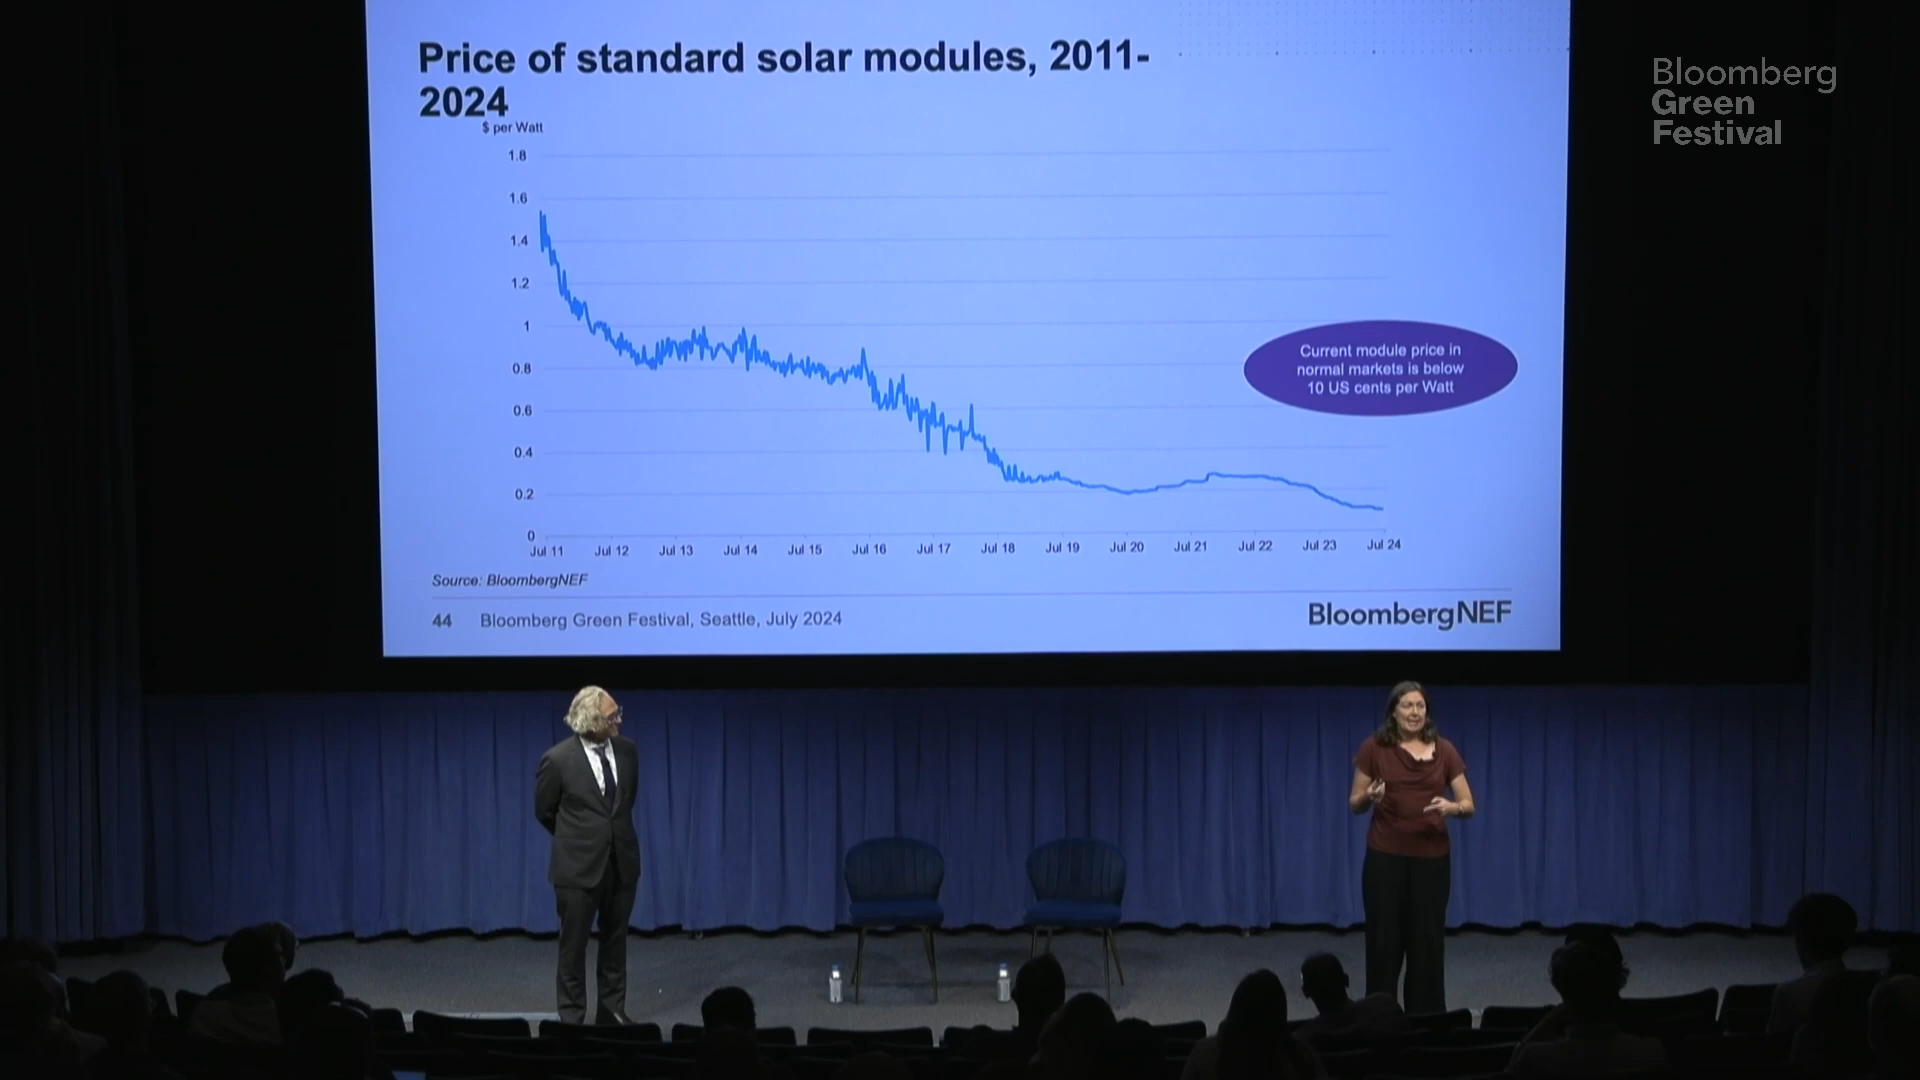 Price of standard solar modules, 2011-
2024
$ per Watt
1.8
1.6
1.4
1.2
1
0.8
0.6
0.4
0.2
0
Jul 11 Jul 12 Jul 13 Jul 14 Jul 15 Jul 16 Jul 17 Jul 18 Jul 19 Jul 20 Jul 21 Jul 22 Jul 23 Jul 24
Current module price in
normal markets is below
10 US cents per Watt
Source: BloombergNEF
44 Bloomberg Green Festival, Seattle, July 2024
BloombergNEF
Bloomberg
Green
Festival